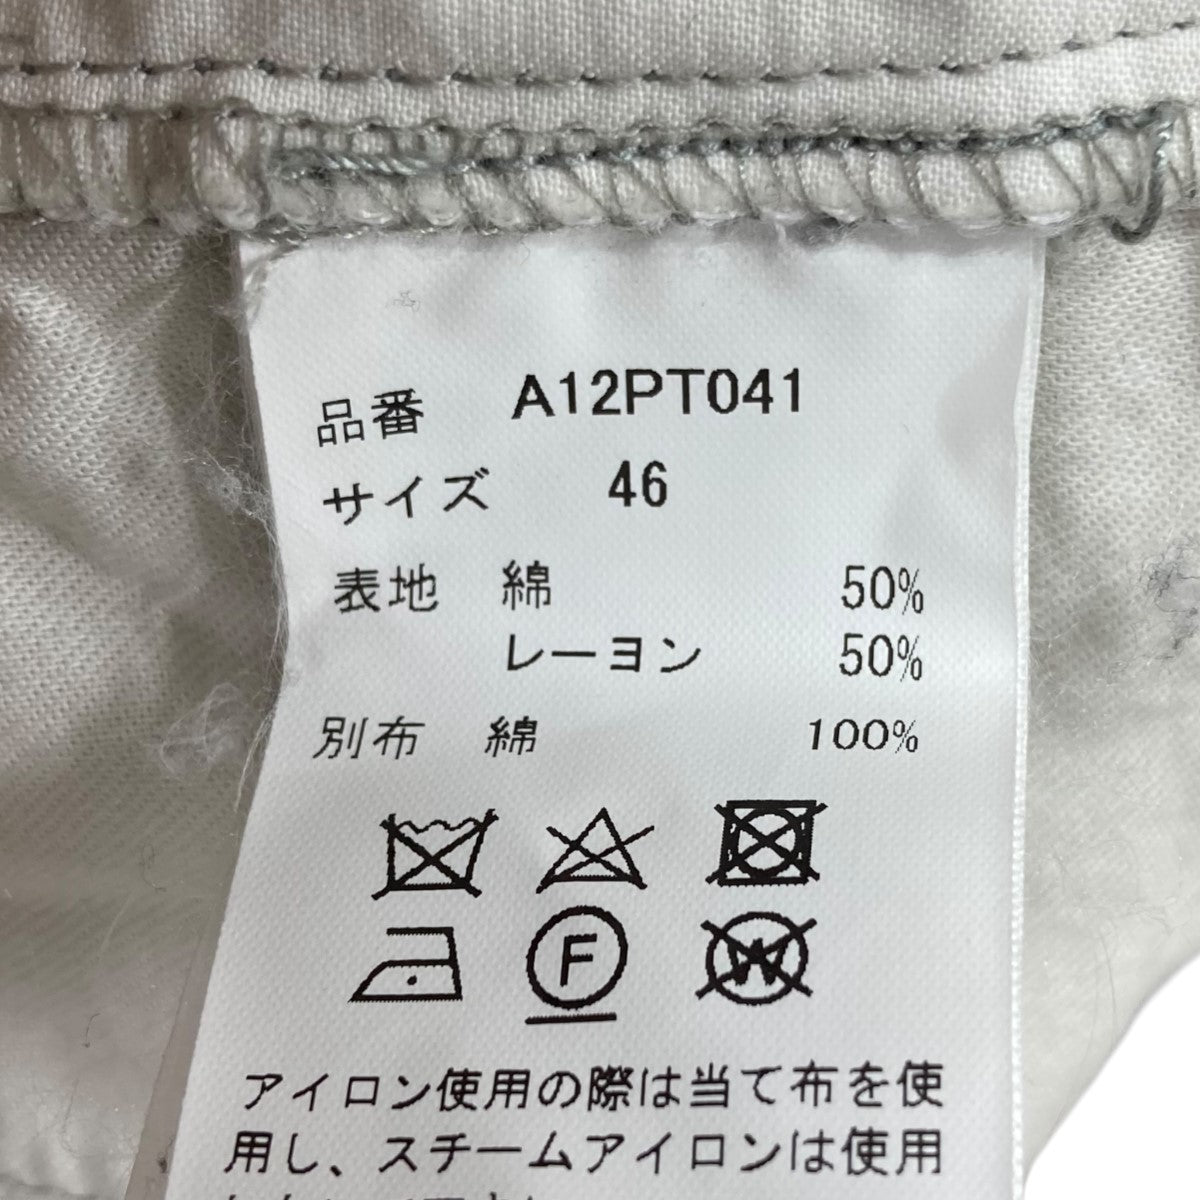 品番 A12PT041
サイズ 46
表地 綿 50%
レーヨン 50%
別布 綿 100%
F
W
アイロン使用の際は当て布を使
用し、スチームアイロンは使用